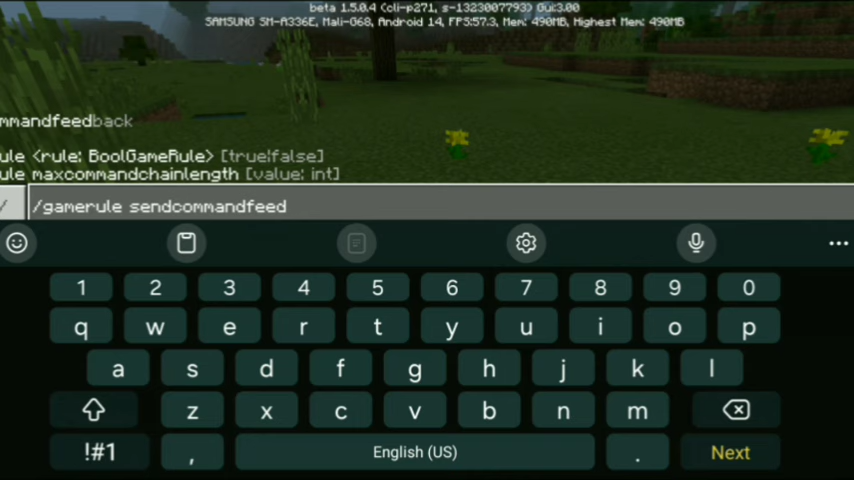 beta 1.5.0.4 (cli-p271, s-1323007793) Gui:3.00
SAMSUNG SM-A336E, Mali-G68, Android 14, FPS:57.3, Mem: 490MB, Highest Mem: 490MB
mmandfeedback
ule <rule: BoolGameRule> [true|false]
ule maxcommandchainlength [value: int]
/ /gamerule sendcommandfeed
1 2 3 4 5 6 7 8 9 0
q w e r t y u i o p
a s d f g h j k l
z x c v b n m
!#1 , English (US) . Next